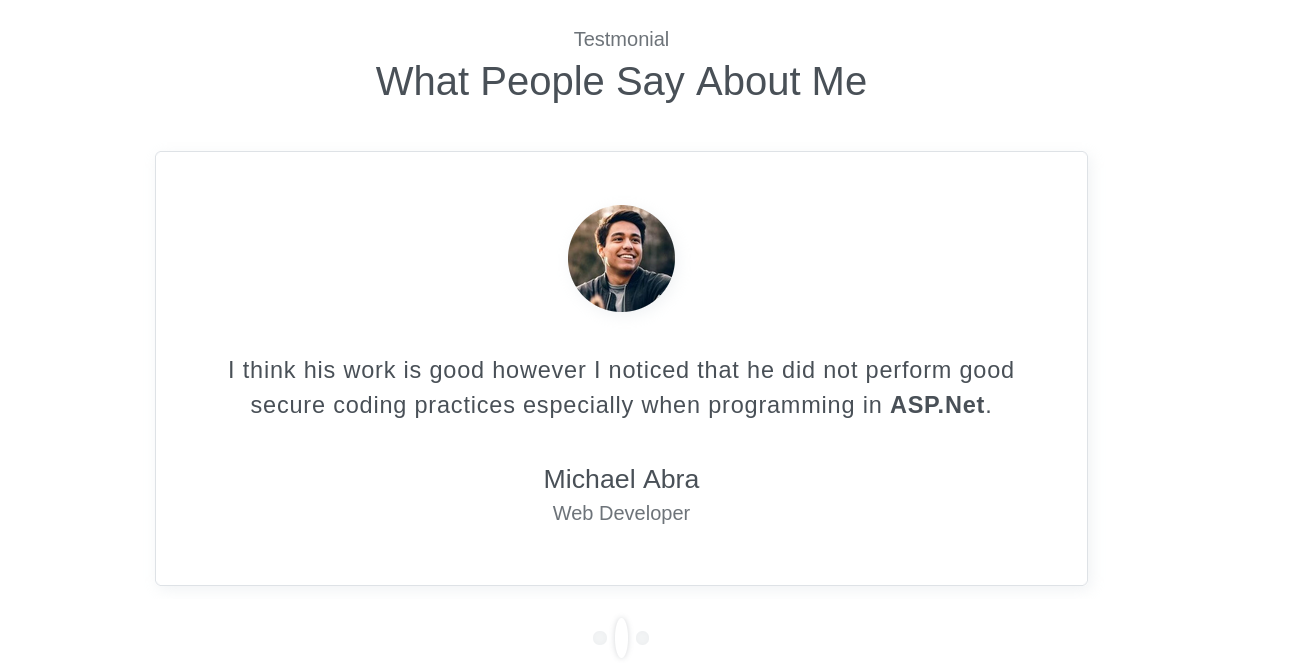 Testmonial
What People Say About Me
I think his work is good however I noticed that he did not perform good
secure coding practices especially when programming in ASP.Net.
Michael Abra
Web Developer